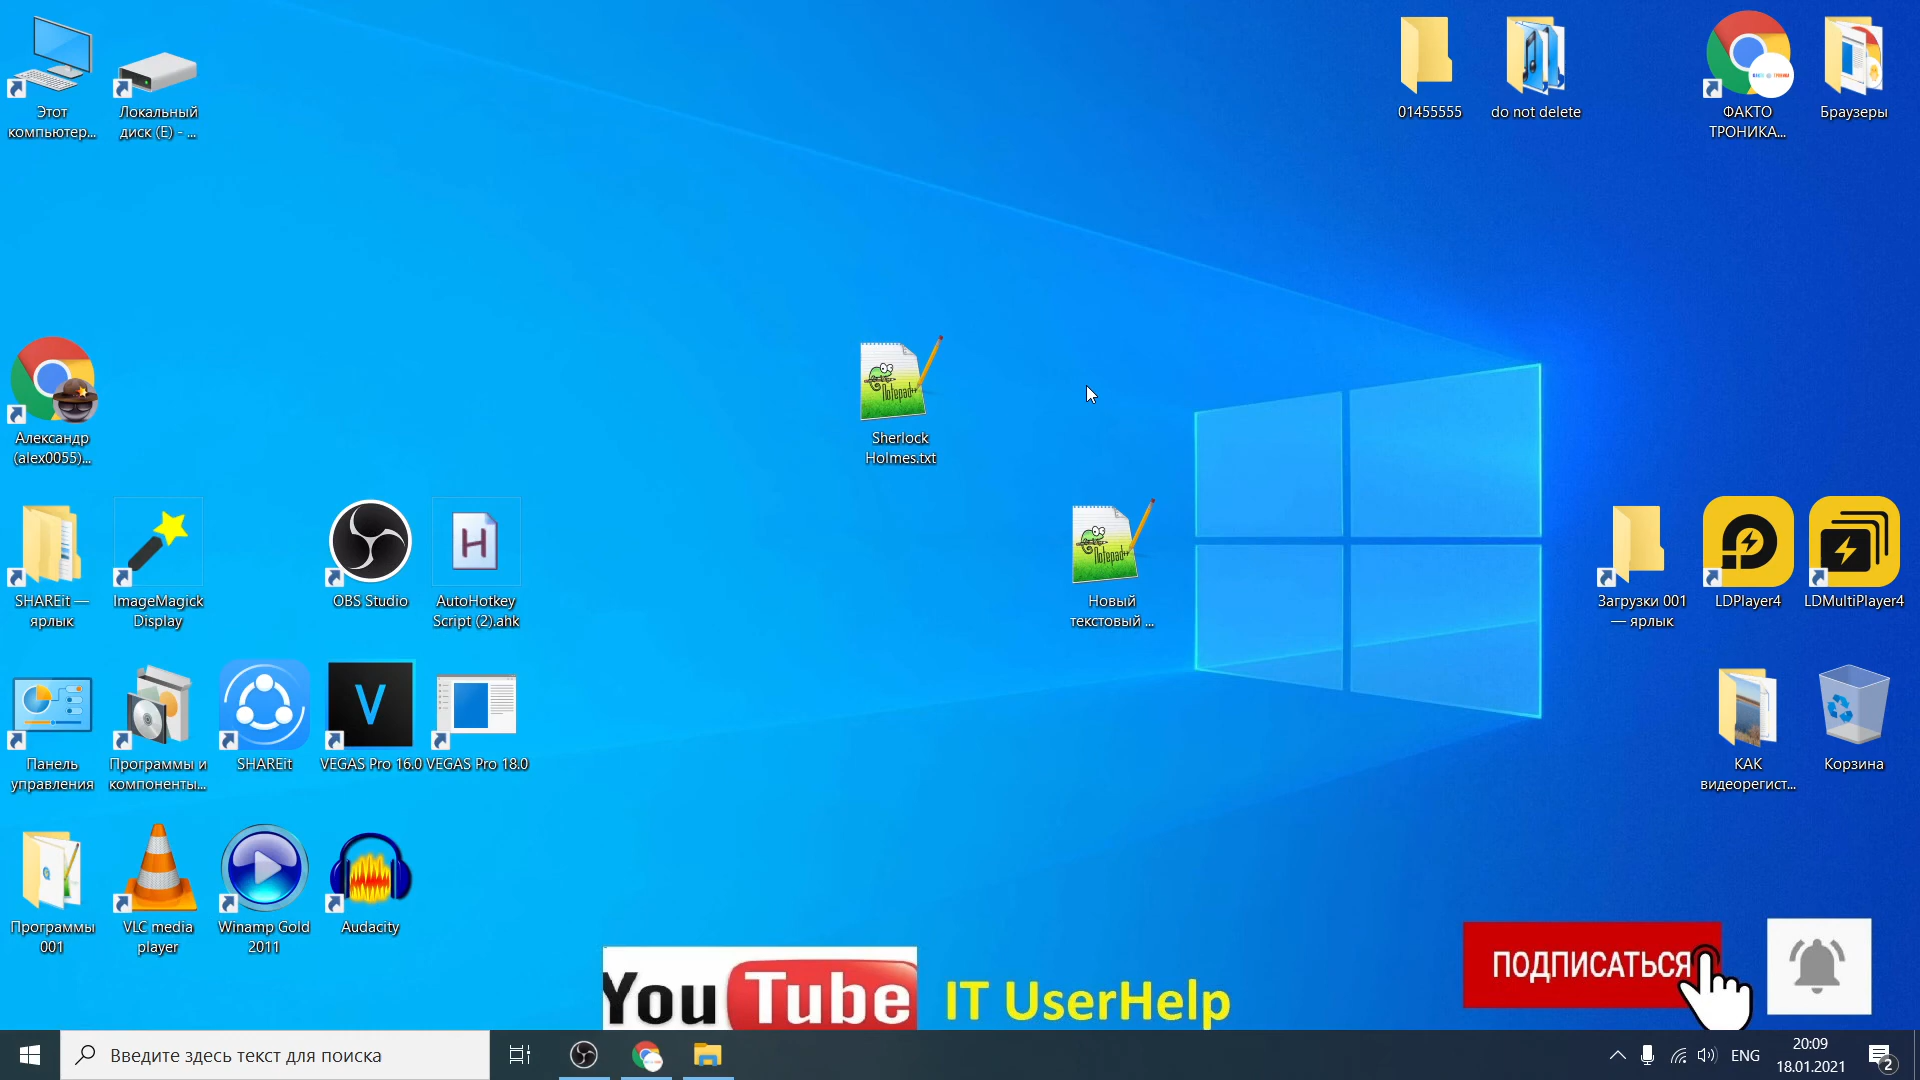 Этот
компьютер...
Локальный
диск (E) - ...
01455555
do not delete
ФАКТО
ТРОНИКА...
Браузеры
Александр
(alex0055)...
Notepad++
Sherlock
Holmes.txt
SHAREit —
ярлык
ImageMagick
Display
OBS Studio
H
AutoHotkey
Script (2).ahk
Notepad++
Новый
текстовый ...
Загрузки 001
— ярлык
LDPlayer4
LDMultiPlayer4
Панель
управления
Программы и
компоненты...
SHAREit
V
VEGAS Pro 16.0
VEGAS Pro 18.0
КАК
видеорегист...
Корзина
Программы
001
VLC media
player
Winamp Gold
2011
Audacity
YouTube
IT UserHelp
ПОДПИСАТЬСЯ
Введите здесь текст для поиска
ENG
20:09
18.01.2021
2